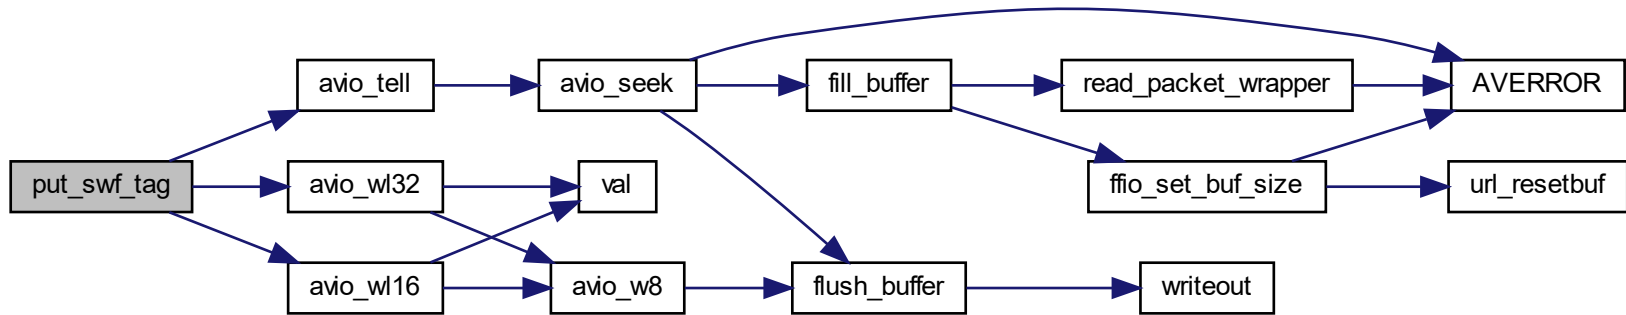 avio_tell
avio_seek
fill_buffer
read_packet_wrapper
AVERROR
put_swf_tag
avio_wl32
val
ffio_set_buf_size
url_resetbuf
avio_wl16
avio_w8
flush_buffer
writeout